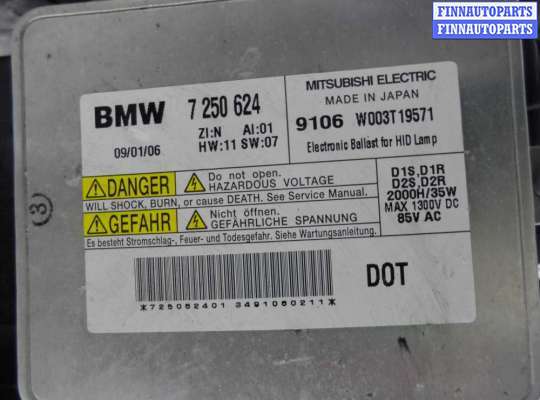 FINNAUTOPARTS
FINNAUTOPARTS
BMW 7 250 624
ZI:N AI:01
09/01/06 HW:11 SW:07
MITSUBISHI ELECTRIC
MADE IN JAPAN
9106 W003T19571
Electronic Ballast for HID Lamp
DANGER Do not open.
HAZARDOUS VOLTAGE
WILL SHOCK, BURN, or cause DEATH. See Service Manual.
GEFAHR Nicht öffnen.
GEFÄHRLICHE SPANNUNG
Es besteht Stromschlag-, Feuer- und Todesgefahr. Siehe Wartungsanleitung.
D1S,D1R
D2S,D2R
2000H/35W
MAX 1300V DC
85V AC
(3)
*725062401 3491060211*
DOT